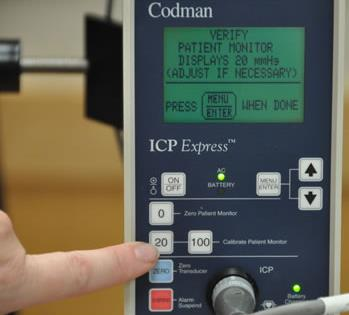 Codman
VERIFY
PATIENT MONITOR
DISPLAYS 20 mmHg
(ADJUST IF NECESSARY)
PRESS MENU ENTER WHEN DONE
ICP Express™
ON OFF
AC
BATTERY
MENU ENTER
0 Zero Patient Monitor
20 100 Calibrate Patient Monitor
ZERO Zero Transducer
ICP
Alarm Suspend
Battery